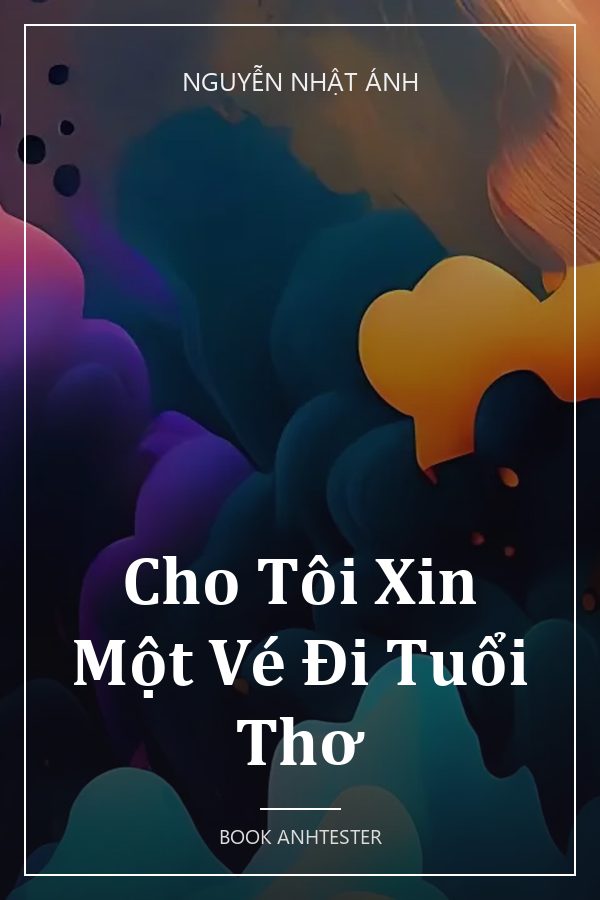 NGUYỄN NHẬT ÁNH
Cho Tôi Xin
Một Vé Đi Tuổi
Thơ
BOOK ANHTESTER